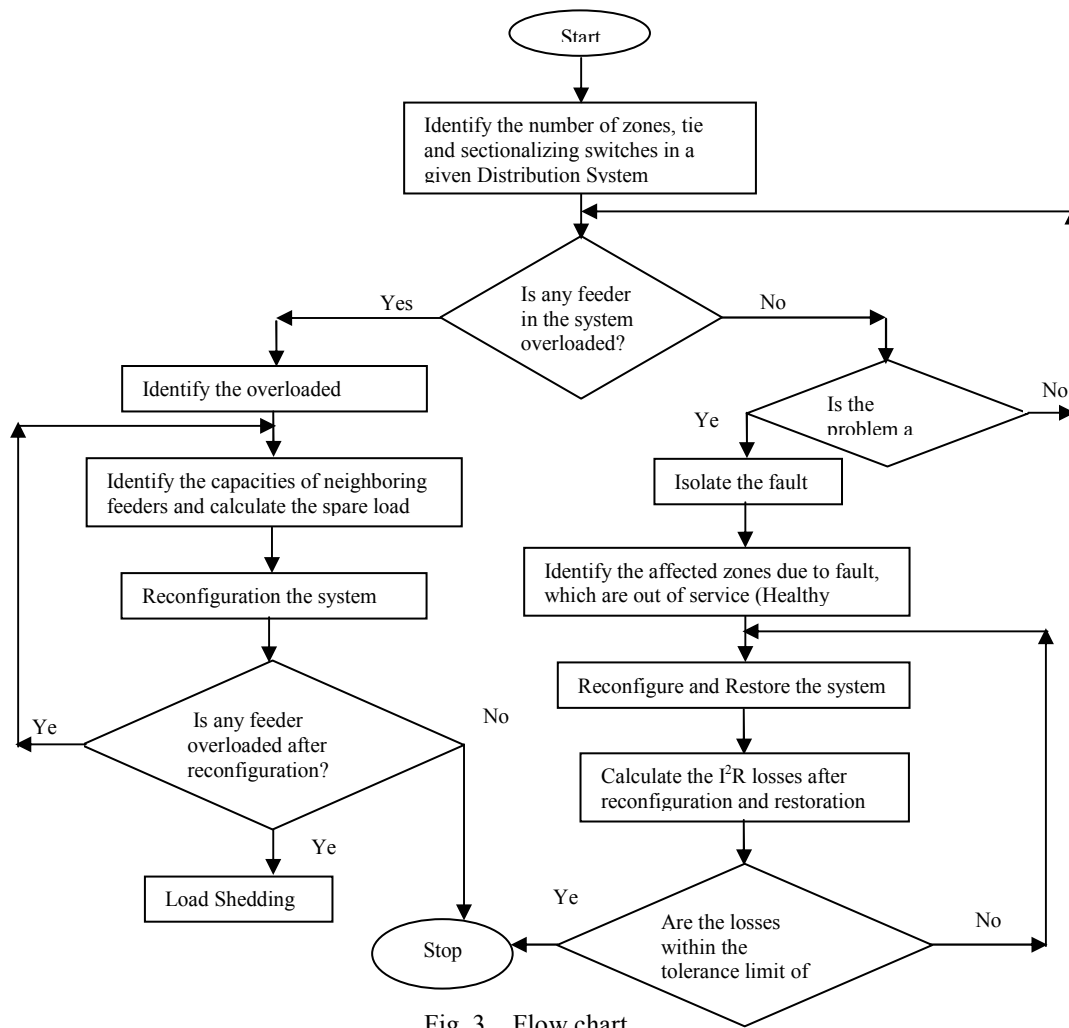 Start
Identify the number of zones, tie
and sectionalizing switches in a
given Distribution System
Is any feeder
in the system
overloaded?
Yes
No
Identify the overloaded
Identify the capacities of neighboring
feeders and calculate the spare load
Reconfiguration the system
Is any feeder
overloaded after
reconfiguration?
Ye
No
Ye
Load Shedding
Is the
problem a
Ye
No
Isolate the fault
Identify the affected zones due to fault,
which are out of service (Healthy
Reconfigure and Restore the system
Calculate the I²R losses after
reconfiguration and restoration
Are the losses
within the
tolerance limit of
Ye
No
Stop
Fig. 3. Flow chart